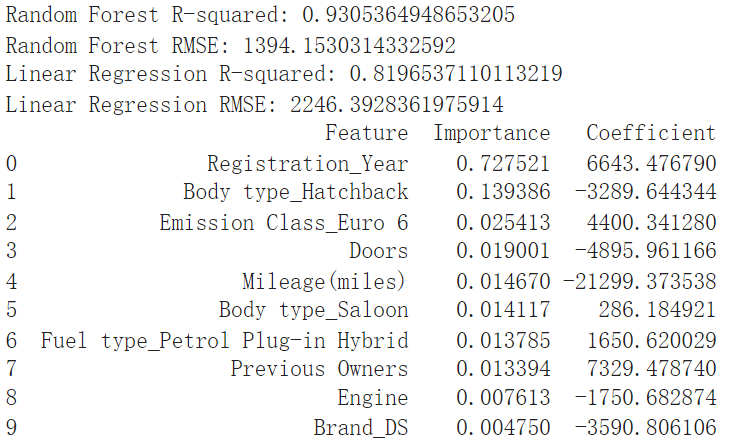 Random Forest R-squared: 0.9305364948653205
Random Forest RMSE: 1394.1530314332592
Linear Regression R-squared: 0.8196537110113219
Linear Regression RMSE: 2246.3928361975914
Feature Importance Coefficient
0 Registration_Year 0.727521 6643.476790
1 Body type_Hatchback 0.139386 -3289.644344
2 Emission Class_Euro 6 0.025413 4400.341280
3 Doors 0.019001 -4895.961166
4 Mileage(miles) 0.014670 -21299.373538
5 Body type_Saloon 0.014117 286.184921
6 Fuel type_Petrol Plug-in Hybrid 0.013785 1650.620029
7 Previous Owners 0.013394 7329.478740
8 Engine 0.007613 -1750.682874
9 Brand_DS 0.004750 -3590.806106